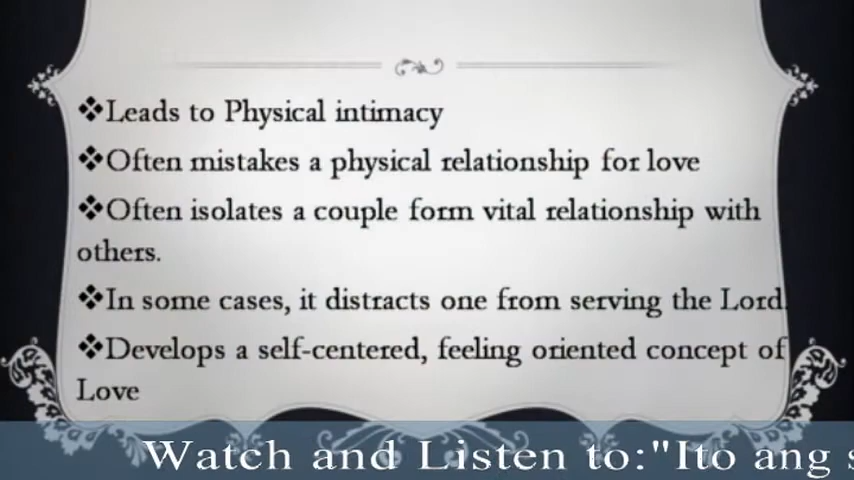 ❖Leads to Physical intimacy
❖Often mistakes a physical relationship for love
❖Often isolates a couple form vital relationship with
others.
❖In some cases, it distracts one from serving the Lord.
❖Develops a self-centered, feeling oriented concept of
Love
Watch and Listen to:"Ito ang